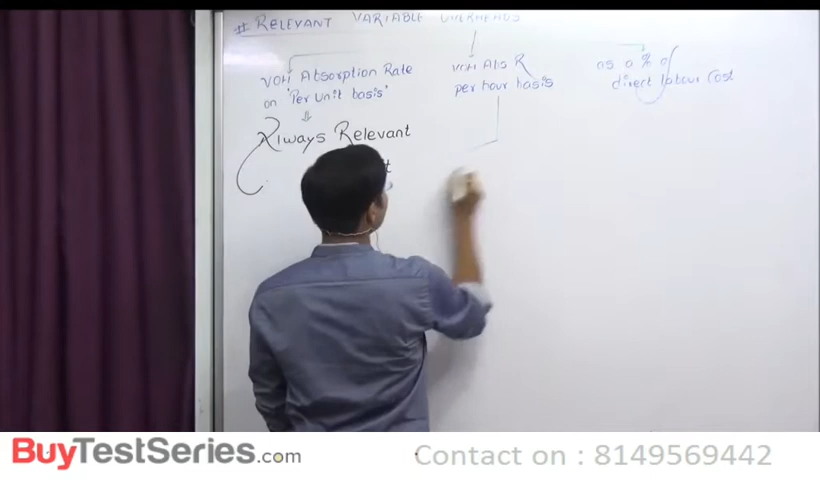 # RELEVANT VARIABLE OVERHEADS
VOH Absorption Rate
on 'Per Unit basis'
⇓
Always Relevant
VOH Abs R
per hour basis
as a % of
direct labour Cost
BuyTestSeries.com
Contact on : 8149569442